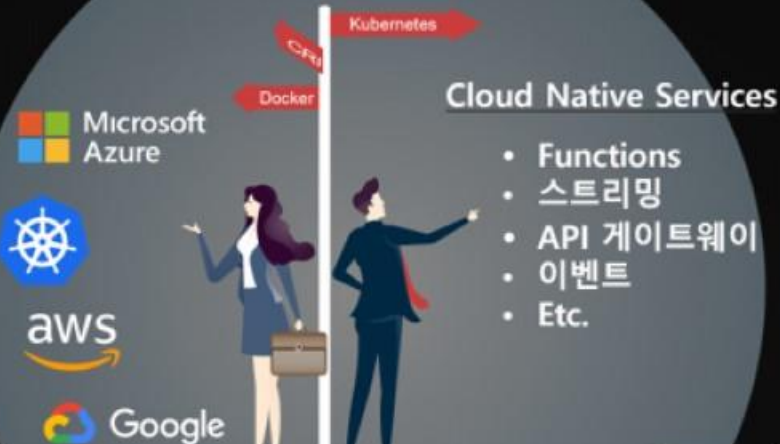 Kubernetes
CRI
Docker
Microsoft
Azure
aws
Google
Cloud Native Services
• Functions
• 스트리밍
• API 게이트웨이
• 이벤트
• Etc.